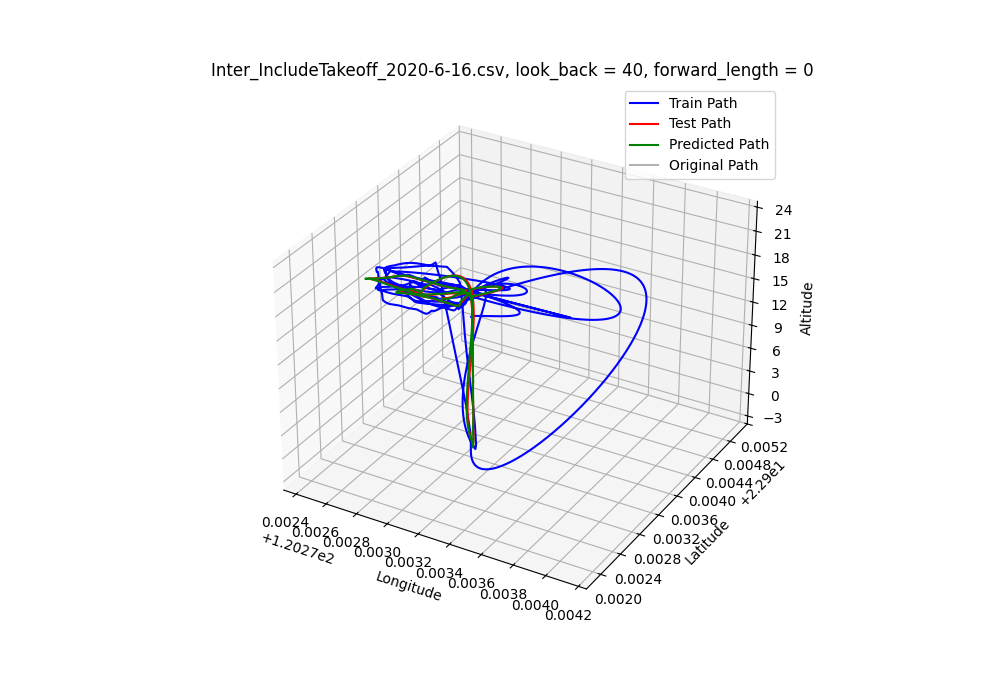 Inter_IncludeTakeoff_2020-6-16.csv, look_back = 40, forward_length = 0
Train Path
Test Path
Predicted Path
Original Path
24
21
18
15
12
9
6
3
0
−3
Altitude
0.0052
0.0048
0.0044
0.0040
0.0036
0.0032
0.0028
0.0024
0.0020
+2.29e1
Latitude
0.0024
0.0026
0.0028
0.0030
0.0032
0.0034
0.0036
0.0038
0.0040
0.0042
+1.2027e2
Longitude